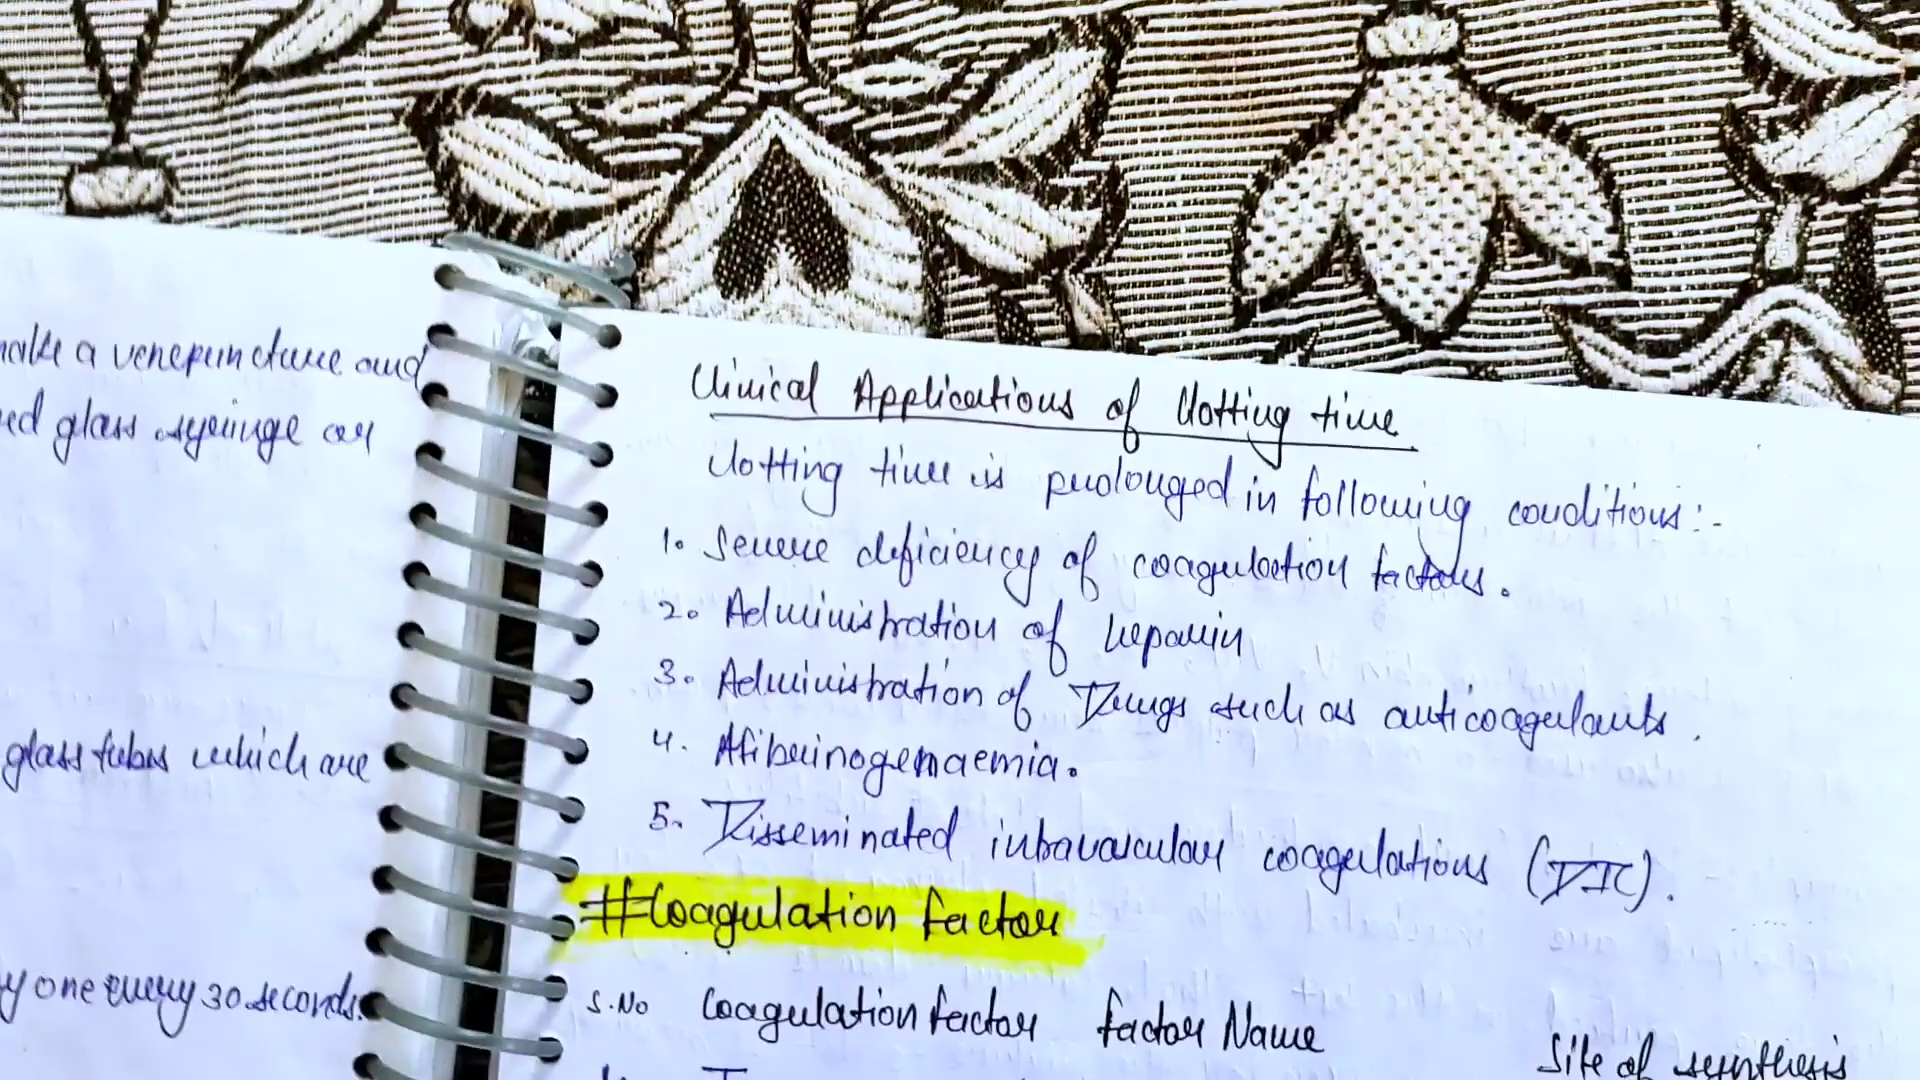 make a venepuncture and
ed glass syringe or
glass tubes which are
y one every 30 seconds.
Clinical Applications of Clotting time
Clotting time is prolonged in following conditions:-
1. Severe deficiency of coagulation factors.
2. Administration of heparin
3. Administration of Drugs such as anticoagulants.
4. Afibrinogenaemia.
5. Disseminated intravascular coagulations (DIC).
#Coagulation factor
S.No Coagulation factor factor Name Site of synthesis